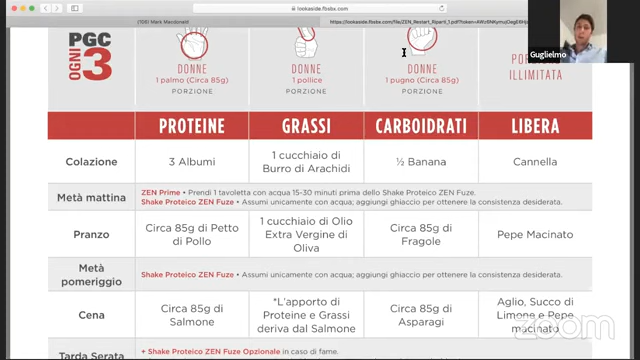 lookaside.fbsbx.com
(108) Mark Macdonald
Guglielmo
OGNI PGC 3
DONNE
1 palmo (Circa 85g)
PORZIONE
DONNE
1 pollice
PORZIONE
DONNE
1 pugno (Circa 85g)
PORZIONE
ILLIMITATA
PROTEINE GRASSI CARBOIDRATI LIBERA
Colazione
3 Albumi
1 cucchiaio di
Burro di Arachidi
½ Banana
Cannella
Metà mattina
ZEN Prime • Prendi 1 tavoletta con acqua 15-30 minuti prima dello Shake Proteico ZEN Fuze.
Shake Proteico ZEN Fuze • Assumi unicamente con acqua; aggiungi ghiaccio per ottenere la consistenza desiderata.
Pranzo
Circa 85g di Petto
di Pollo
1 cucchiaio di Olio
Extra Vergine di
Oliva
Circa 85g di
Fragole
Pepe Macinato
Metà
pomeriggio
Shake Proteico ZEN Fuze • Assumi unicamente con acqua; aggiungi ghiaccio per ottenere la consistenza desiderata.
Cena
Circa 85g di
Salmone
*L'apporto di
Proteine e Grassi
deriva dal Salmone
Circa 85g di
Asparagi
Aglio, Succo di
Limone e Pepe
macinato
zoom
Tarda Serata
+ Shake Proteico ZEN Fuze Opzionale in caso di fame.